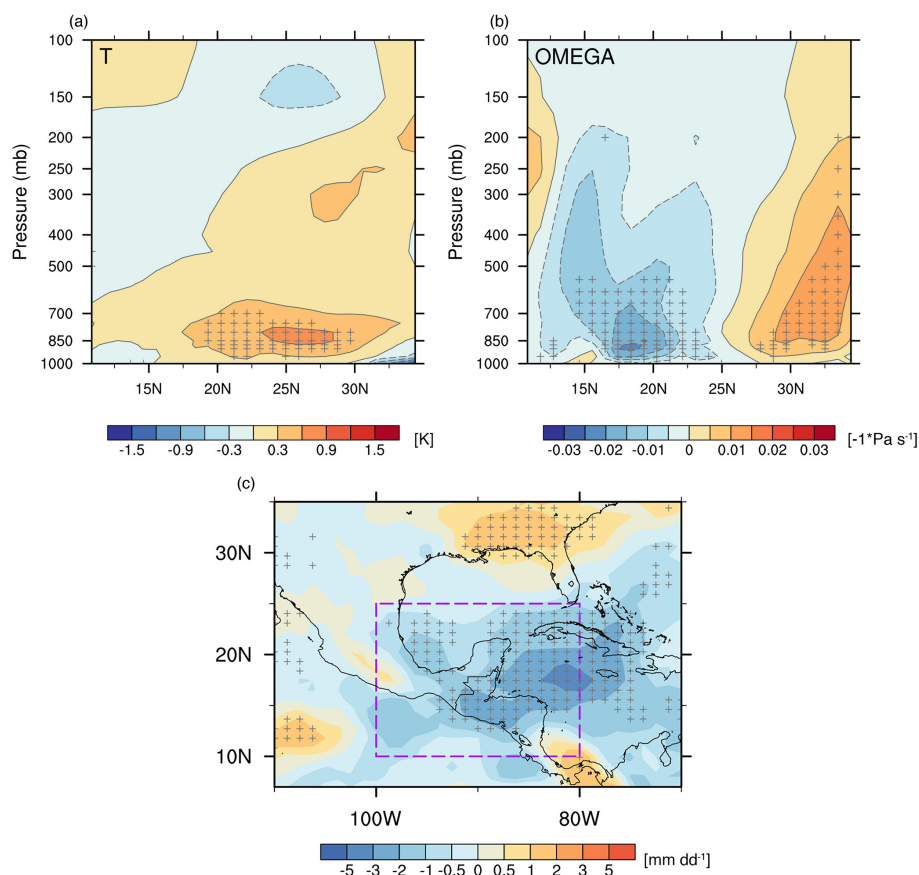 (a)
T
Pressure (mb)
100
150
200
250
300
400
500
700
850
1000
15N 20N 25N 30N
-1.5 -0.9 -0.3 0.3 0.9 1.5
[K]
(b)
OMEGA
Pressure (mb)
100
150
200
250
300
400
500
700
850
1000
15N 20N 25N 30N
-0.03 -0.02 -0.01 0 0.01 0.02 0.03
[-1*Pa s-1]
(c)
30N
20N
10N
100W 80W
-5 -3 -2 -1 -0.5 0 0.5 1 2 3 5
[mm dd-1]